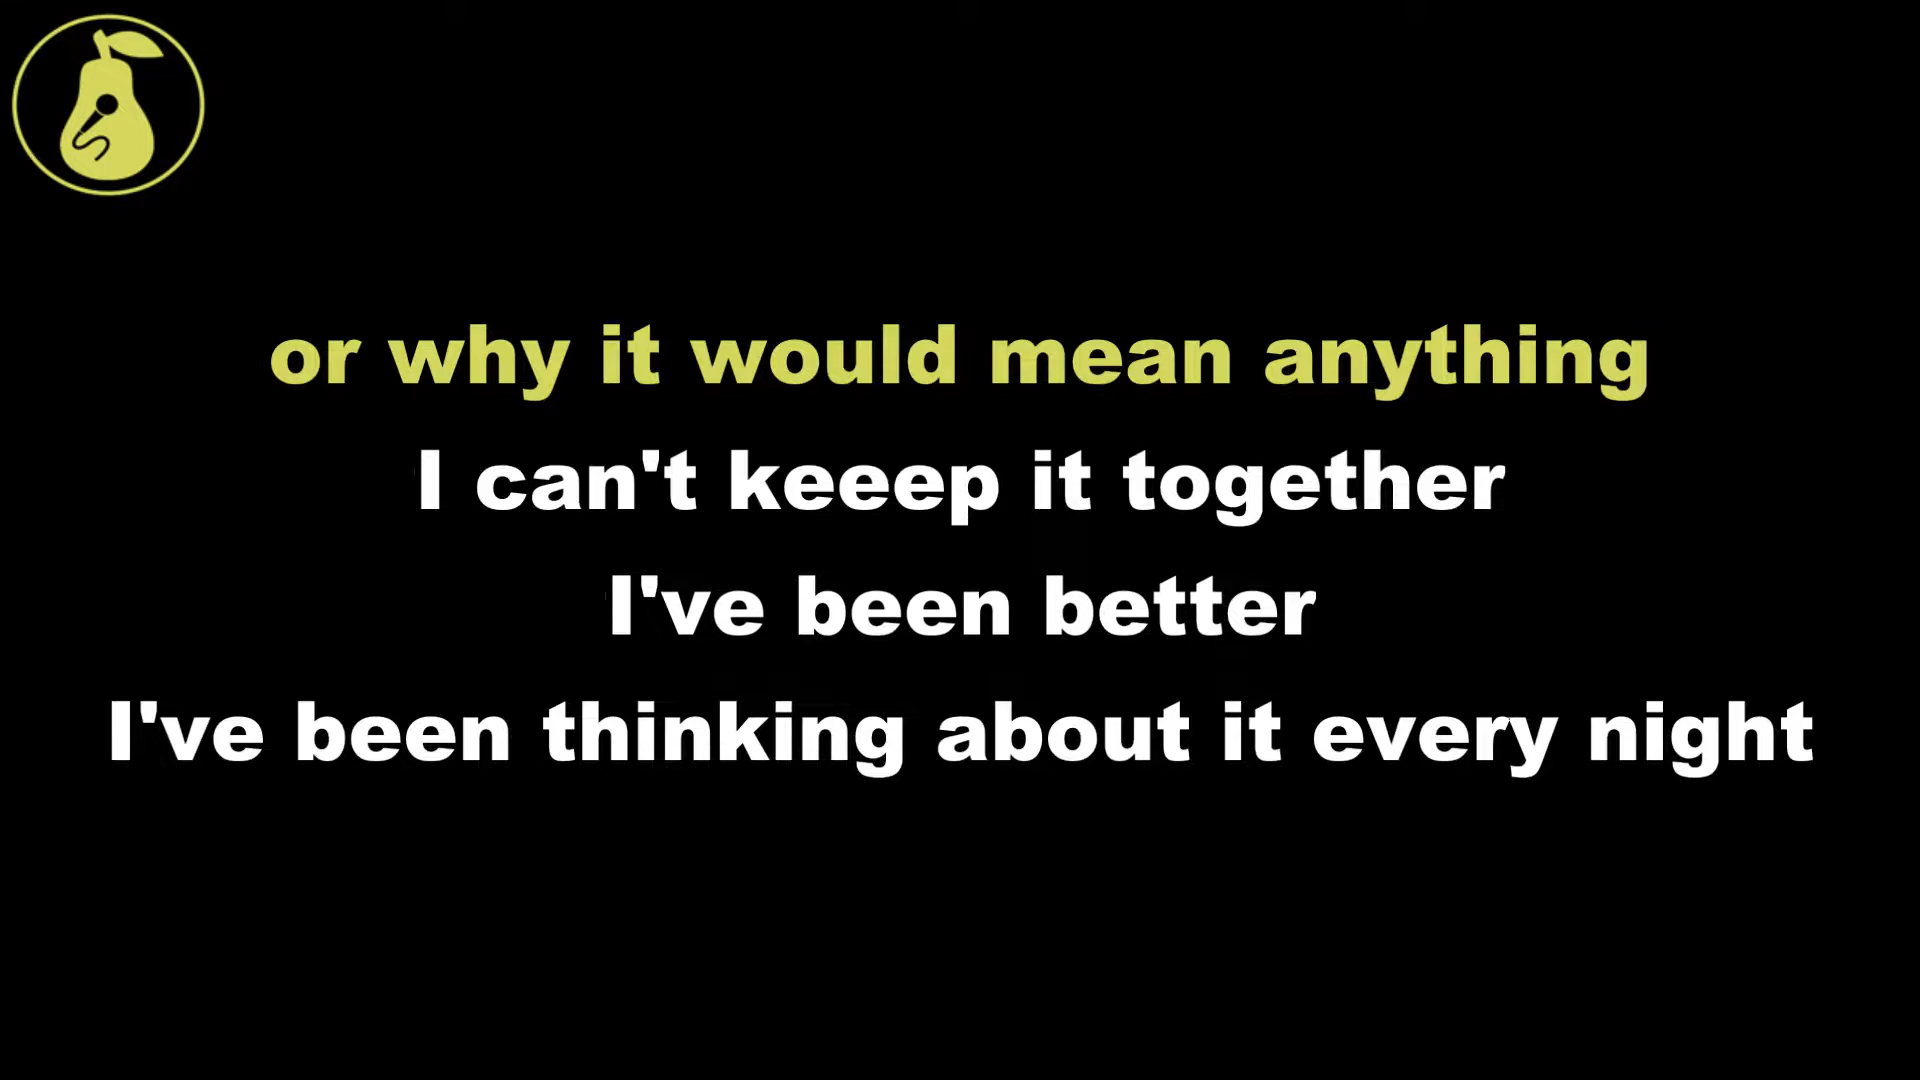 or why it would mean anything
I can't keeep it together
I've been better
I've been thinking about it every night